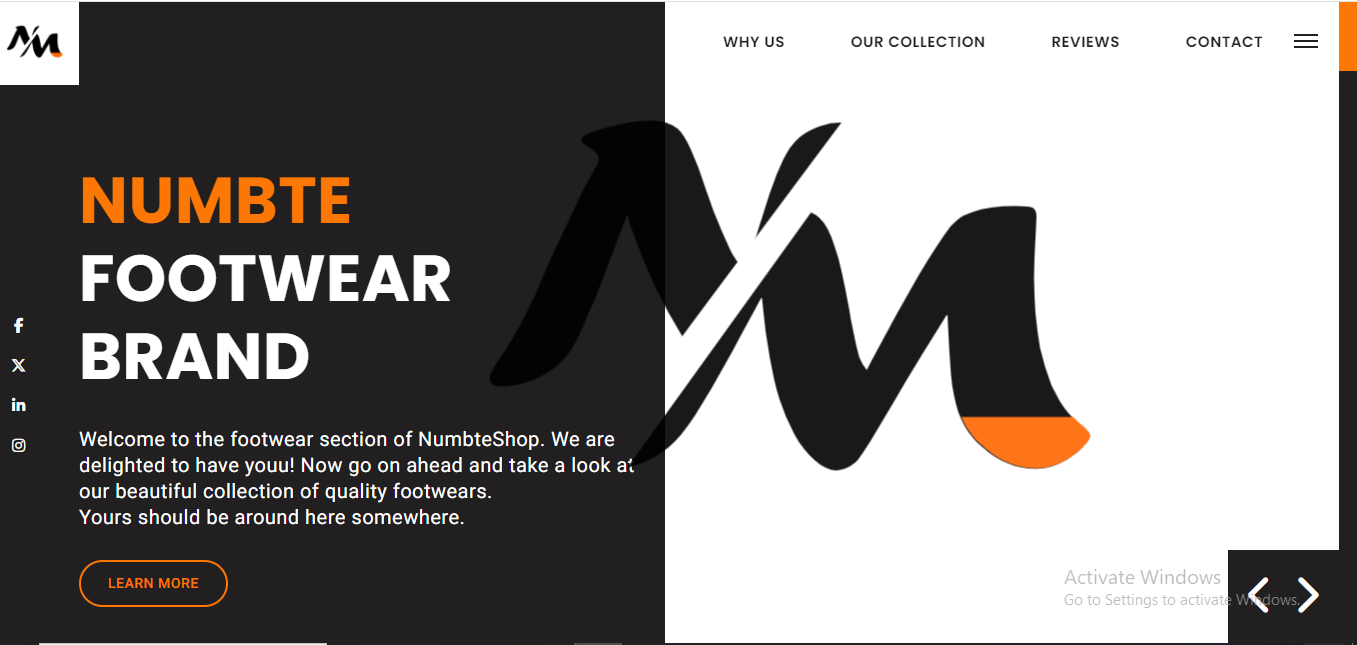 WHY US OUR COLLECTION REVIEWS CONTACT
NUMBTE
FOOTWEAR
BRAND
Welcome to the footwear section of NumbteShop. We are
delighted to have youu! Now go on ahead and take a look at
our beautiful collection of quality footwears.
Yours should be around here somewhere.
LEARN MORE
Activate Windows
Go to Settings to activate Windows.